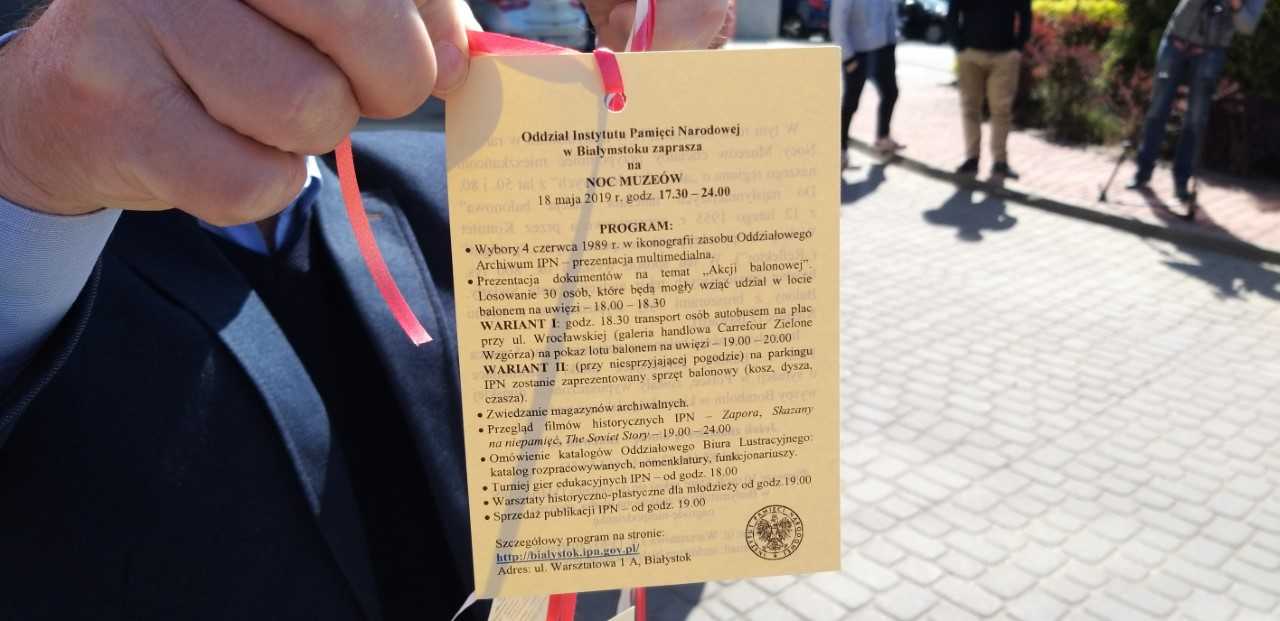 Oddział Instytutu Pamięci Narodowej
w Białymstoku zaprasza
na
NOC MUZEÓW
18 maja 2019 r. godz. 17.30 – 24.00
PROGRAM:
• Wybory 4 czerwca 1989 r. w ikonografii zasobu Oddziałowego
Archiwum IPN – prezentacja multimedialna.
• Prezentacja dokumentów na temat „Akcji balonowej”.
Losowanie 30 osób, które będą mogły wziąć udział w locie
balonem na uwięzi – 18.00 – 18.30
WARIANT I: godz. 18.30 transport osób autobusem na plac
przy ul. Wrocławskiej (galeria handlowa Carrefour Zielone
Wzgórza) na pokaz lotu balonem na uwięzi – 19.00 – 20.00
WARIANT II: (przy niesprzyjającej pogodzie) na parkingu
IPN zostanie zaprezentowany sprzęt balonowy (kosz, dysza,
czasza).
• Zwiedzanie magazynów archiwalnych.
• Przegląd filmów historycznych IPN – Zapora, Skazany
na niepamięć, The Soviet Story – 19.00 – 24.00
• Omówienie katalogów Oddziałowego Biura Lustracyjnego:
katalog rozpracowywanych, nomenklatury, funkcjonariuszy.
• Turniej gier edukacyjnych IPN – od godz. 18.00
• Warsztaty historyczno-plastyczne dla młodzieży od godz.19.00
• Sprzedaż publikacji IPN – od godz. 19.00
Szczegółowy program na stronie:
http://bialystok.ipn.gov.pl/
Adres: ul. Warsztatowa 1 A, Białystok
INSTYTUT PAMIĘCI NARODOWEJ